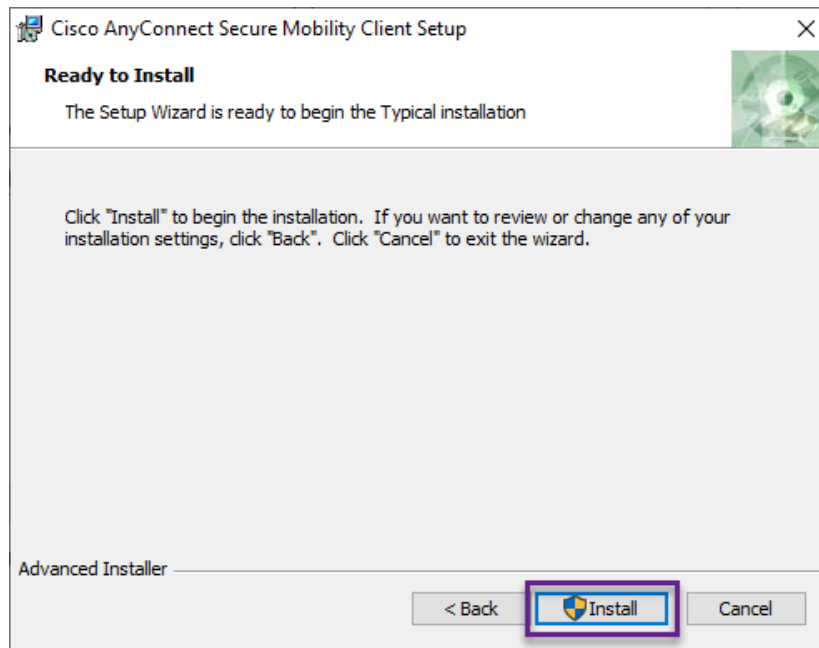 Cisco AnyConnect Secure Mobility Client Setup
Ready to Install
The Setup Wizard is ready to begin the Typical installation
Click "Install" to begin the installation. If you want to review or change any of your
installation settings, click "Back". Click "Cancel" to exit the wizard.
Advanced Installer
< Back Install Cancel